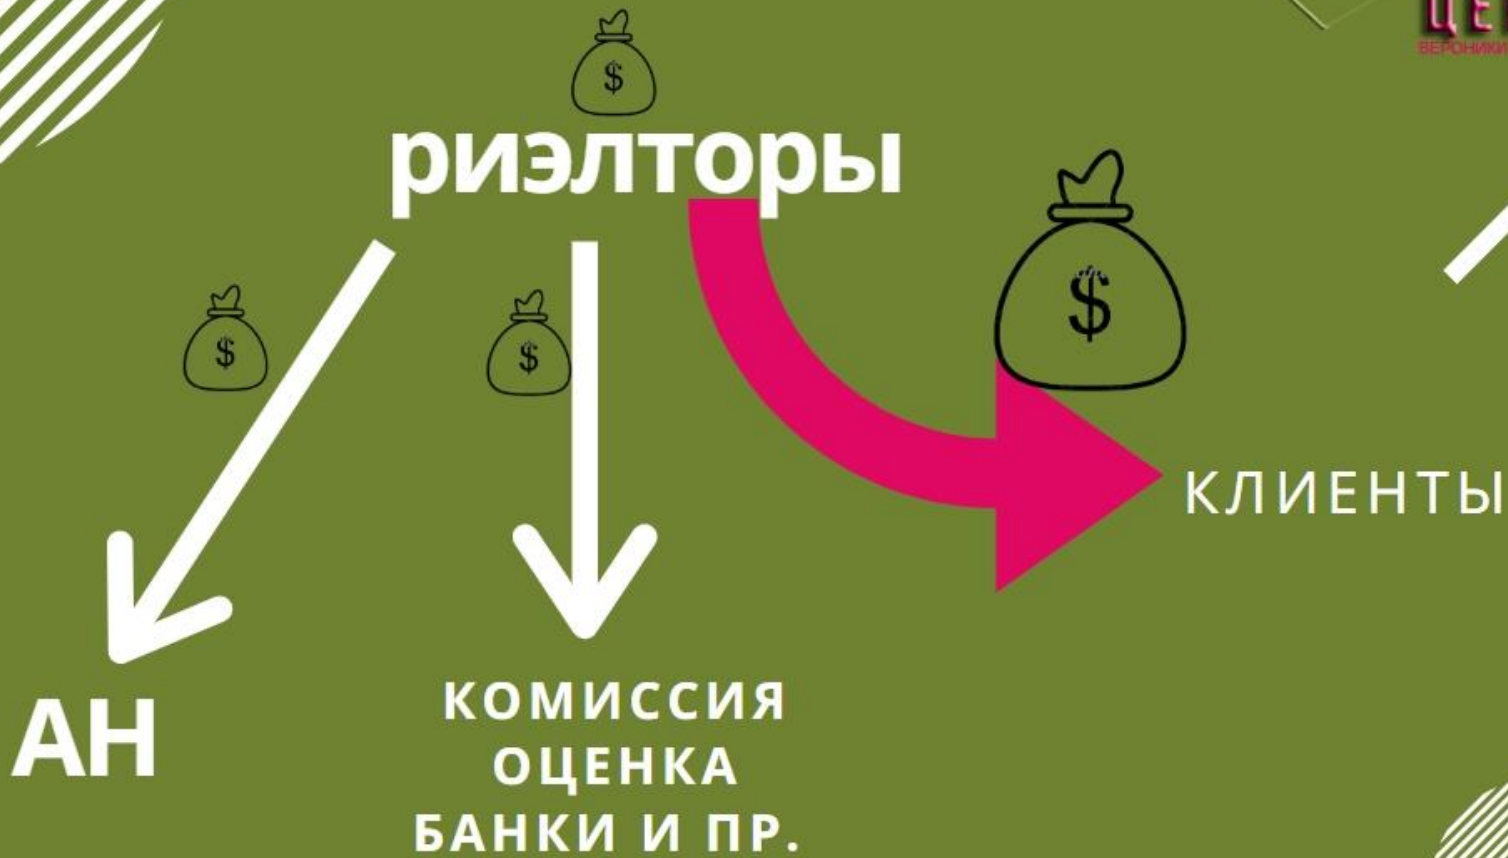 ВЕРОНИКИ
$
риэлторы
$
$
$
КЛИЕНТЫ
АН
КОМИССИЯ
ОЦЕНКА
БАНКИ И ПР.